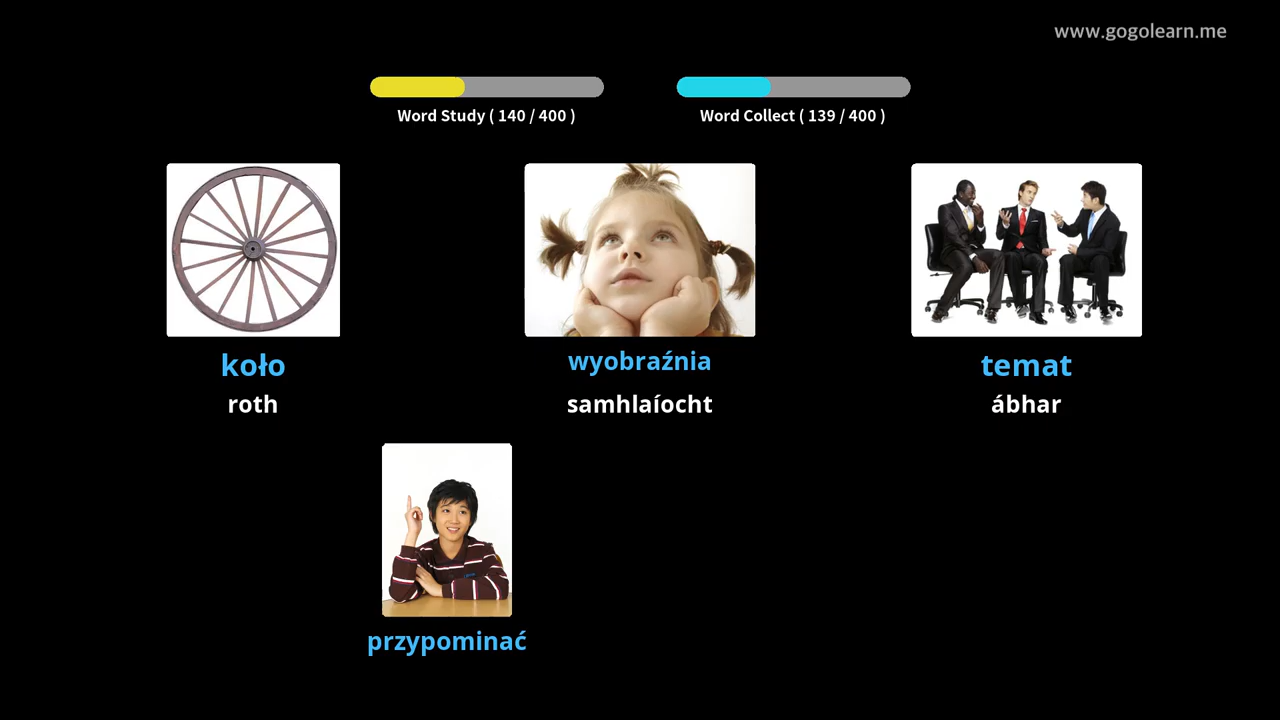 www.gogolearn.me
Word Study ( 140 / 400 )
Word Collect ( 139 / 400 )
koło
wyobraźnia
temat
roth
samhlaíocht
ábhar
przypominać